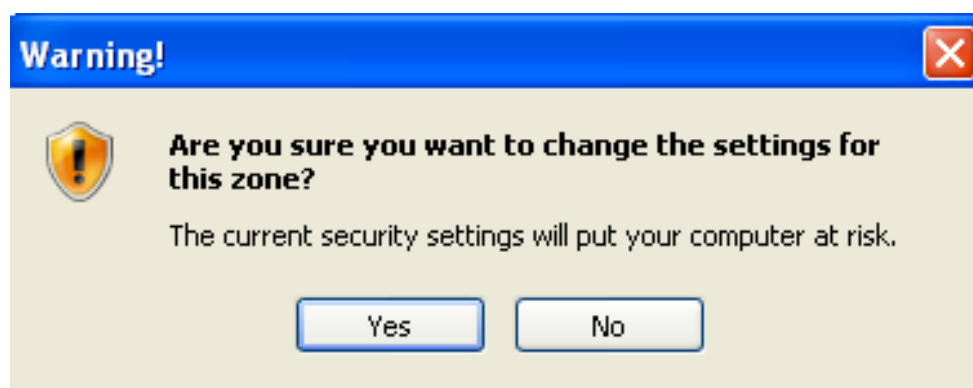 Warning!
Are you sure you want to change the settings for
this zone?
The current security settings will put your computer at risk.
Yes
No